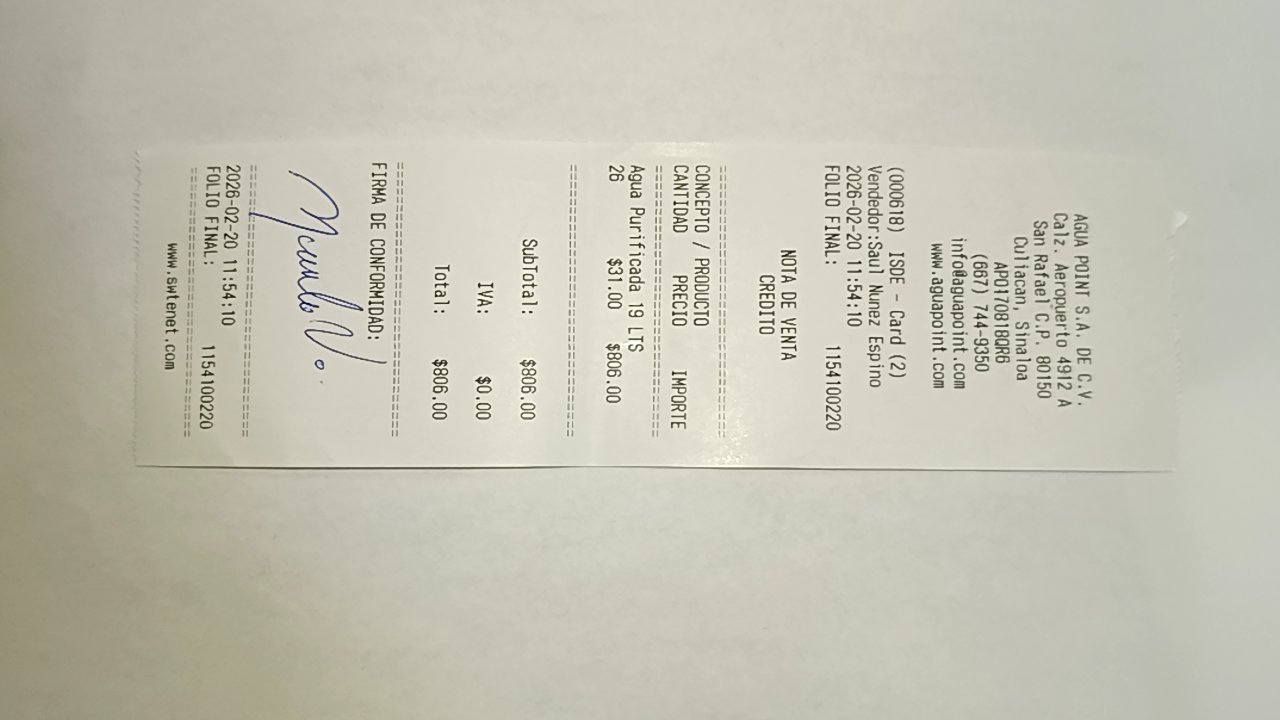 AGUA POINT S.A. DE C.V.
Calz. Aeropuerto 4912 A
San Rafael C.P. 80150
Culiacan, Sinaloa
APO170818QR6
(667) 744-9350
info@aguapoint.com
www.aguapoint.com
(000618) ISDE - Card (2)
Vendedor:Saul Nunez Espino
2026-02-20 11:54:10
FOLIO FINAL: 1154100220
NOTA DE VENTA
CREDITO
CONCEPTO / PRODUCTO
CANTIDAD PRECIO IMPORTE
Agua Purificada 19 LTS
26 $31.00 $806.00
SubTotal: $806.00
IVA: $0.00
Total: $806.00
FIRMA DE CONFORMIDAD:
2026-02-20 11:54:10
FOLIO FINAL: 1154100220
www.swtenet.com